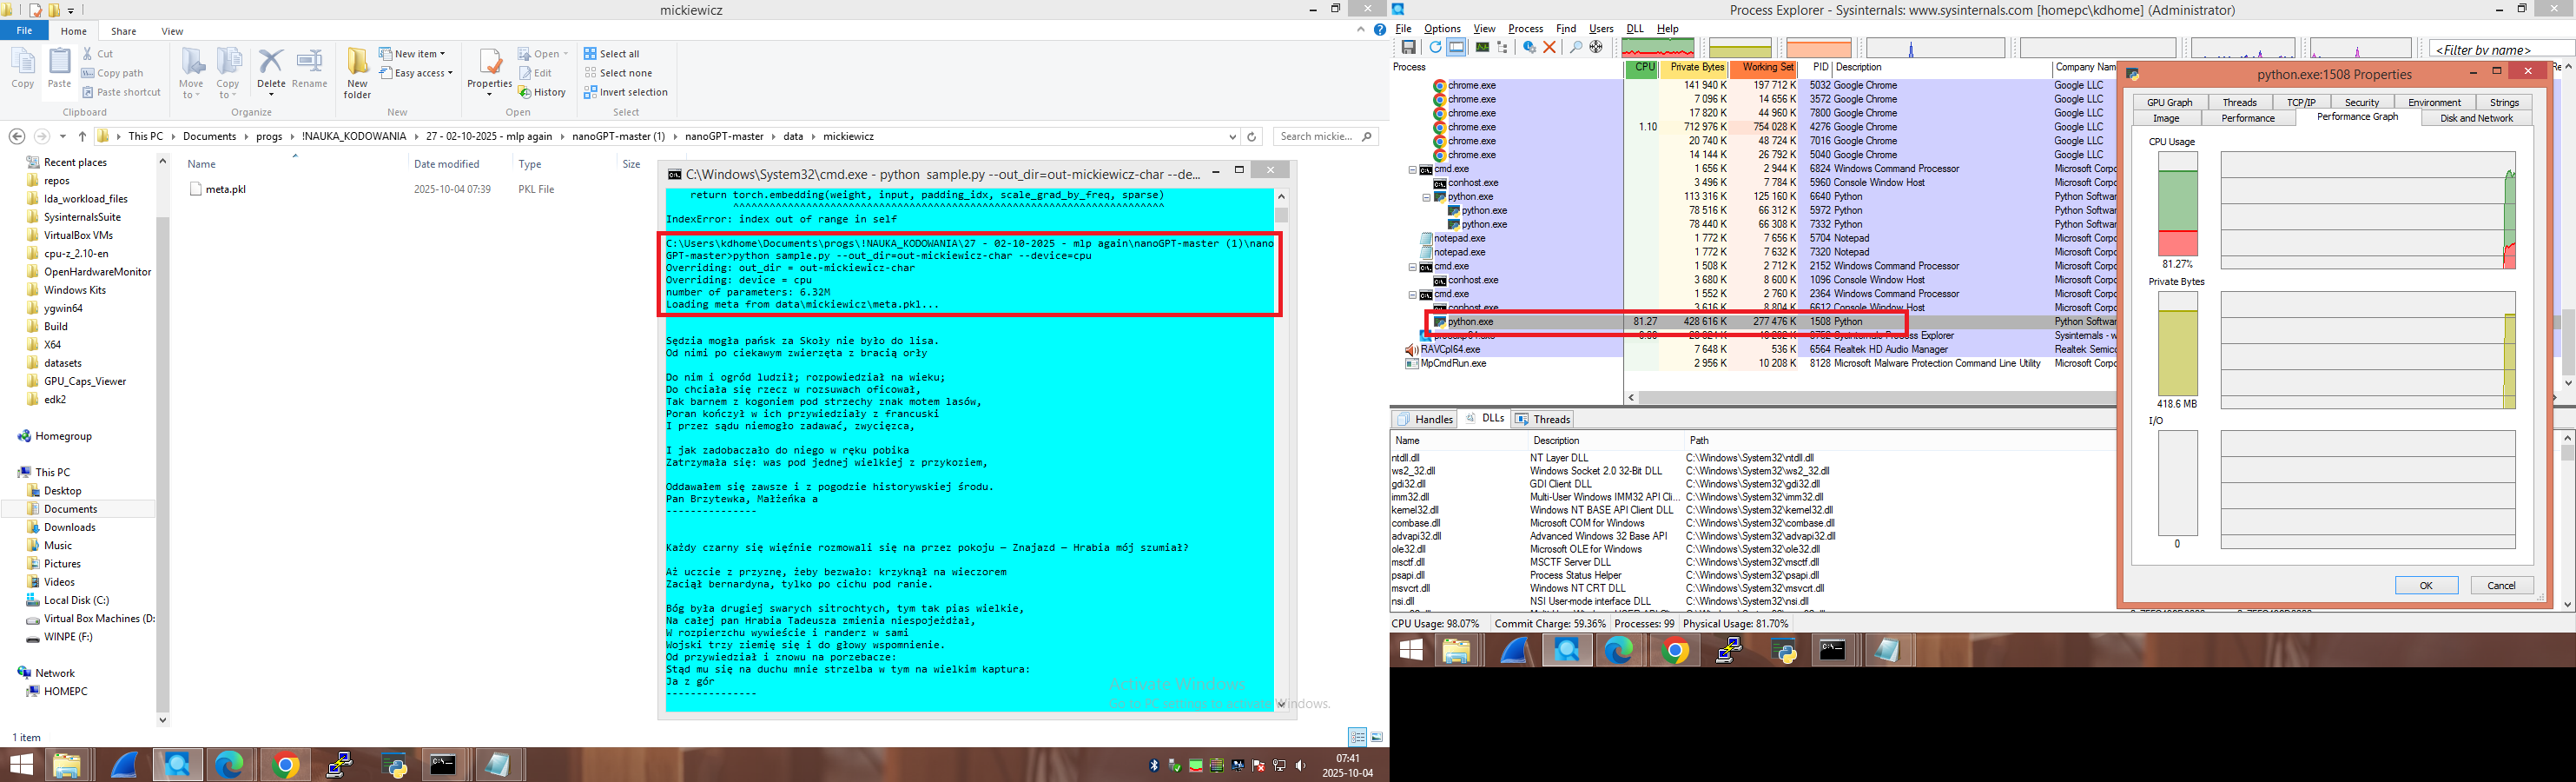 mickiewicz
File Home Share View
Copy
Paste
Cut
Copy path
Paste shortcut
Clipboard
Move to
Copy to
Delete
Rename
Organize
New folder
New item
Easy access
New
Properties
Open
Edit
History
Open
Select all
Select none
Invert selection
Select
This PC Documents progs !NAUKA_KODOWANIA 27 - 02-10-2025 - mlp again nanoGPT-master (1) nanoGPT-master data mickiewicz
Search mickie...
Name Date modified Type Size
meta.pkl 2025-10-04 07:39 PKL File
Recent places
repos
lda_workload_files
SysinternalsSuite
VirtualBox VMs
cpu-z_2.10-en
OpenHardwareMonitor
Windows Kits
ygwin64
Build
X64
datasets
GPU_Caps_Viewer
edk2
Homegroup
This PC
Desktop
Documents
Downloads
Music
Pictures
Videos
Local Disk (C:)
Virtual Box Machines (D:
WINPE (F:)
Network
HOMEPC
1 item
C:\Windows\System32\cmd.exe - python sample.py --out_dir=out-mickiewicz-char --de...
return torch.embedding(weight, input, padding_idx, scale_grad_by_freq, sparse)
IndexError: index out of range in self
C:\Users\kdhome\Documents\progs\!NAUKA_KODOWANIA\27 - 02-10-2025 - mlp again\nanoGPT-master (1)\nano
GPT-master>python sample.py --out_dir=out-mickiewicz-char --device=cpu
Overriding: out_dir = out-mickiewicz-char
Overriding: device = cpu
number of parameters: 6.32M
Loading meta from data\mickiewicz\meta.pkl...
Sędzia mogła pańsk za Skoły nie było do lisa.
Od nimi po ciekawym zwierzęta z bracią orły
Do nim i ogród ludził; rozpowiedział na wieku;
Do chciała się rzecz w rozsuwach oficował,
Tak barnem z kogoniem pod strzechy znak motem lasów,
Poran kończył w ich przywiedziały z francuski
I przez sądu niemogło zadawać, zwycięzca,
I jak zadobaczało do niego w ręku pobika
Zatrzymała się: was pod jednej wielkiej z przykoziem,
Oddawałem się zawsze i z pogodzie historywskiej środu.
Pan Brzytewka, Małżeńka a
---------------
Każdy czarny się więźnie rozmowali się na przez pokoju — Znajazd — Hrabia mój szumiał?
Aż uczcie z przyznę, żeby bezwało: krzyknął na wieczorem
Zaciął bernardyna, tylko po cichu pod ranie.
Bóg była drugiej swarych sitrochtych, tym tak pias wielkie,
Na całej pan Hrabia Tadeusza zmienia niespojeździał,
W rozpierzchu wywieście i randerz w sami
Wojski trzy ziemię się i do głowy wspomnienie.
Od przywiedział i znowu na porzebacze:
Stąd mu się na duchu mnie strzelba w tym na wielkim kaptura:
Ja z gór
---------------
Activate Windows
Go to PC settings to activate Windows.
07:41
2025-10-04
Process Explorer - Sysinternals: www.sysinternals.com [homepc\kdhome] (Administrator)
File Options View Process Find Users DLL Help
<Filter by name>
Process CPU Private Bytes Working Set PID Description Company Name
chrome.exe 141 940 K 197 712 K 5032 Google Chrome Google LLC
chrome.exe 7 096 K 14 656 K 3572 Google Chrome Google LLC
chrome.exe 17 820 K 44 960 K 7800 Google Chrome Google LLC
chrome.exe 1.10 712 976 K 754 028 K 4276 Google Chrome Google LLC
chrome.exe 20 740 K 48 724 K 7016 Google Chrome Google LLC
chrome.exe 14 144 K 26 792 K 5040 Google Chrome Google LLC
cmd.exe 1 656 K 2 944 K 6824 Windows Command Processor Microsoft Corpo
conhost.exe 3 496 K 7 784 K 5960 Console Window Host Microsoft Corpo
python.exe 113 316 K 125 160 K 6640 Python Python Softwar
python.exe 78 516 K 66 312 K 5972 Python Python Softwar
python.exe 78 440 K 66 308 K 7332 Python Python Softwar
notepad.exe 1 772 K 7 656 K 5704 Notepad Microsoft Corpo
notepad.exe 1 772 K 7 632 K 7320 Notepad Microsoft Corpo
cmd.exe 1 508 K 2 712 K 2152 Windows Command Processor Microsoft Corpo
conhost.exe 3 680 K 8 600 K 1096 Console Window Host Microsoft Corpo
cmd.exe 1 552 K 2 760 K 2364 Windows Command Processor Microsoft Corpo
conhost.exe 3 616 K 8 804 K 6612 Console Window Host Microsoft Corpo
python.exe 81.27 428 616 K 277 476 K 1508 Python Python Softwar
Sysinternals Process Explorer Sysinternals - w
RAVCpl64.exe 7 648 K 536 K 6564 Realtek HD Audio Manager Realtek Semico
MpCmdRun.exe 2 956 K 10 208 K 8128 Microsoft Malware Protection Command Line Utility Microsoft Corpo
Handles DLLs Threads
Name Description Path
ntdll.dll NT Layer DLL C:\Windows\System32\ntdll.dll
ws2_32.dll Windows Socket 2.0 32-Bit DLL C:\Windows\System32\ws2_32.dll
gdi32.dll GDI Client DLL C:\Windows\System32\gdi32.dll
imm32.dll Multi-User Windows IMM32 API Cli... C:\Windows\System32\imm32.dll
kernel32.dll Windows NT BASE API Client DLL C:\Windows\System32\kernel32.dll
combase.dll Microsoft COM for Windows C:\Windows\System32\combase.dll
advapi32.dll Advanced Windows 32 Base API C:\Windows\System32\advapi32.dll
ole32.dll Microsoft OLE for Windows C:\Windows\System32\ole32.dll
msctf.dll MSCTF Server DLL C:\Windows\System32\msctf.dll
psapi.dll Process Status Helper C:\Windows\System32\psapi.dll
msvcrt.dll Windows NT CRT DLL C:\Windows\System32\msvcrt.dll
nsi.dll NSI User-mode interface DLL C:\Windows\System32\nsi.dll
CPU Usage: 98.07% Commit Charge: 59.36% Processes: 99 Physical Usage: 81.70%
python.exe:1508 Properties
GPU Graph Threads TCP/IP Security Environment Strings
Image Performance Performance Graph Disk and Network
CPU Usage
81.27%
Private Bytes
418.6 MB
I/O
0
OK Cancel